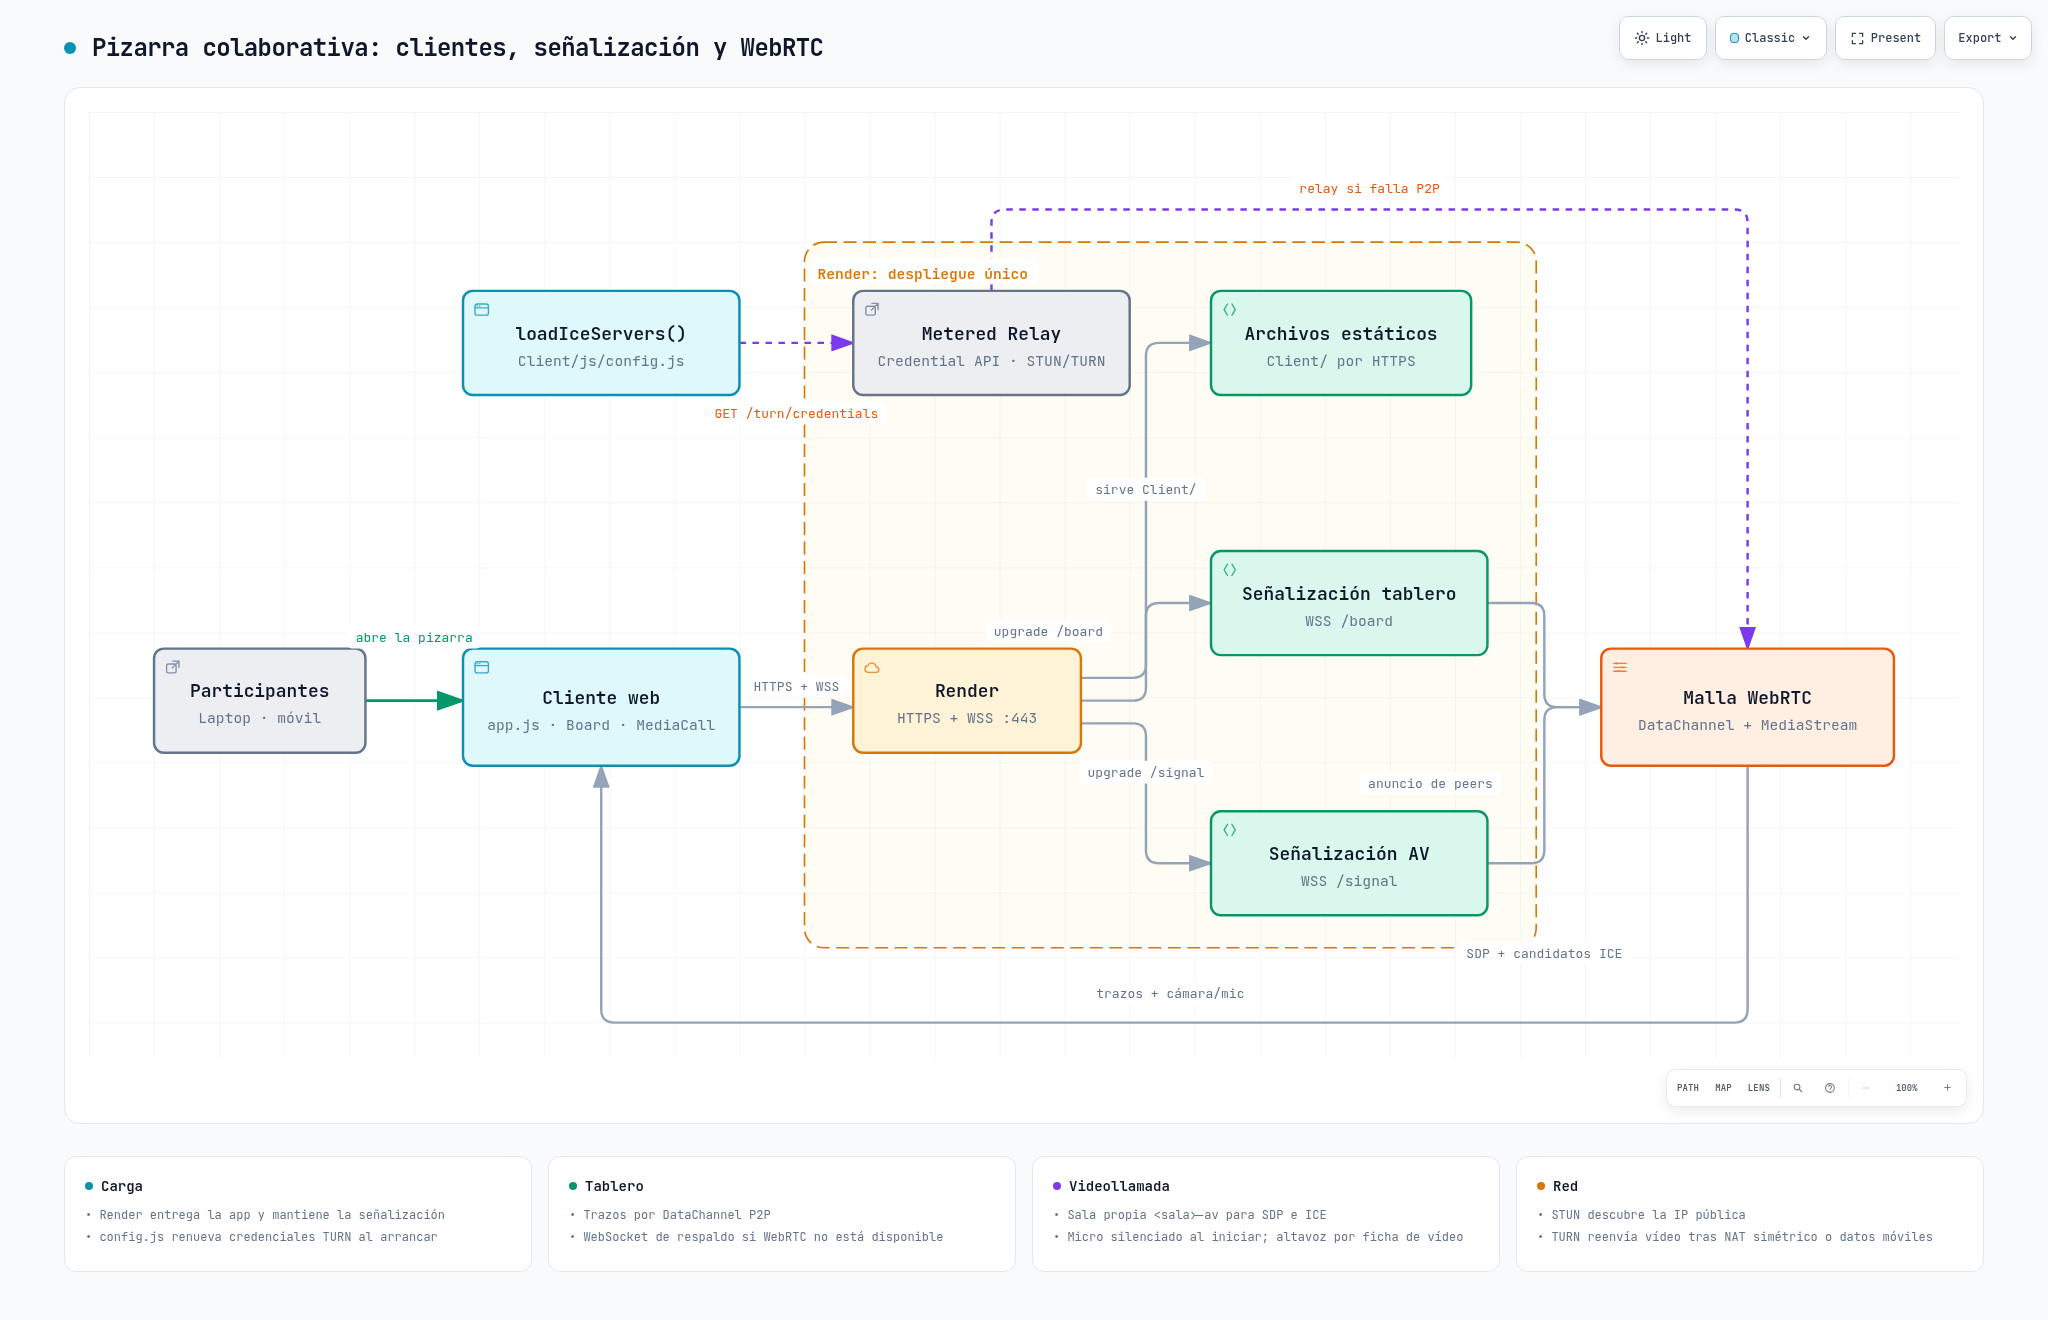 Pizarra colaborativa: clientes, señalización y WebRTC
Light
Classic
Present
Export
relay si falla P2P
Render: despliegue único
loadIceServers()
Client/js/config.js
Metered Relay
Credential API · STUN/TURN
Archivos estáticos
Client/ por HTTPS
GET /turn/credentials
sirve Client/
Señalización tablero
WSS /board
upgrade /board
abre la pizarra
Participantes
Laptop · móvil
Cliente web
app.js · Board · MediaCall
HTTPS + WSS
Render
HTTPS + WSS :443
Malla WebRTC
DataChannel + MediaStream
upgrade /signal
anuncio de peers
Señalización AV
WSS /signal
SDP + candidatos ICE
trazos + cámara/mic
PATH
MAP
LENS
100%
Carga
• Render entrega la app y mantiene la señalización
• config.js renueva credenciales TURN al arrancar
Tablero
• Trazos por DataChannel P2P
• WebSocket de respaldo si WebRTC no está disponible
Videollamada
• Sala propia <sala>—av para SDP e ICE
• Micro silenciado al iniciar; altavoz por ficha de vídeo
Red
• STUN descubre la IP pública
• TURN reenvía vídeo tras NAT simétrico o datos móviles